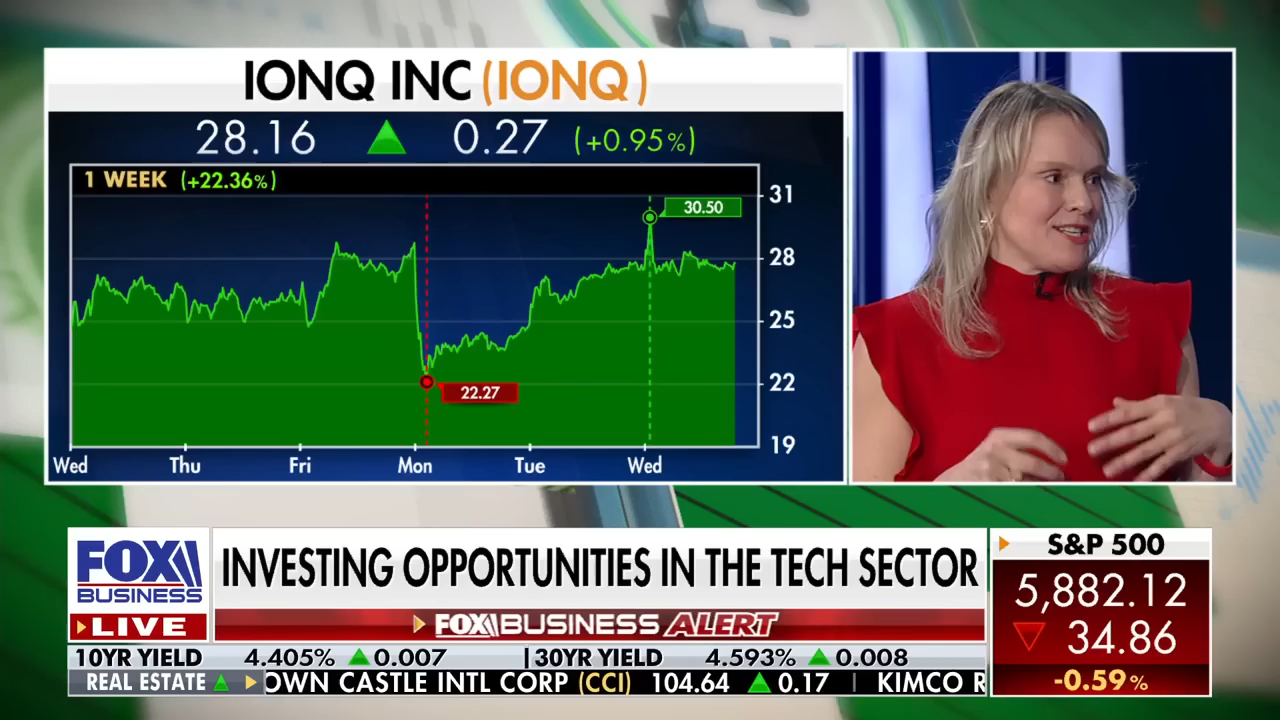 IONQ INC (IONQ)
28.16 ▲ 0.27 (+0.95%)
1 WEEK (+22.36%)
31
30.50
28
25
22.27
22
19
Wed Thu Fri Mon Tue Wed
FOX
BUSINESS
LIVE
INVESTING OPPORTUNITIES IN THE TECH SECTOR
FOX BUSINESS ALERT
S&P 500
5,882.12
▼ 34.86
-0.59%
10YR YIELD 4.405% ▲ 0.007 | 30YR YIELD 4.593% ▲ 0.008
REAL ESTATE ▲ OWN CASTLE INTL CORP (CCI) 104.64 ▲ 0.17 | KIMCO R